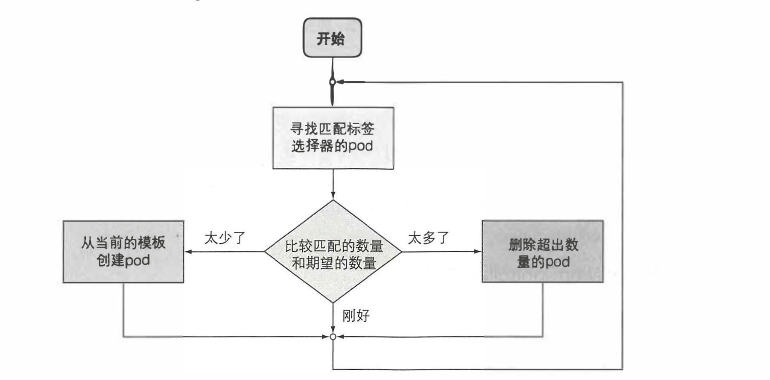 开始
寻找匹配标签
选择器的pod
太少了
太多了
从当前的模板
创建pod
比较匹配的数量
和期望的数量
删除超出数
量的pod
刚好